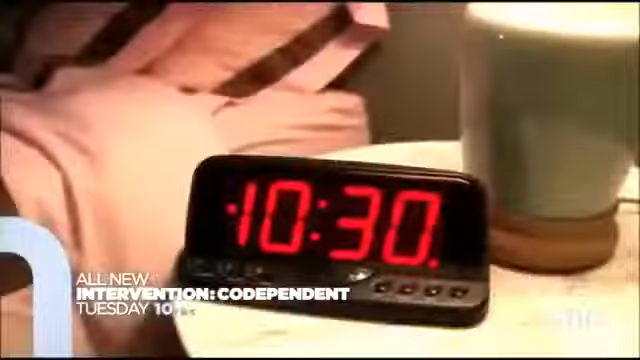 10:30
ALL NEW
INTERVENTION: CODEPENDENT
TUESDAY 10